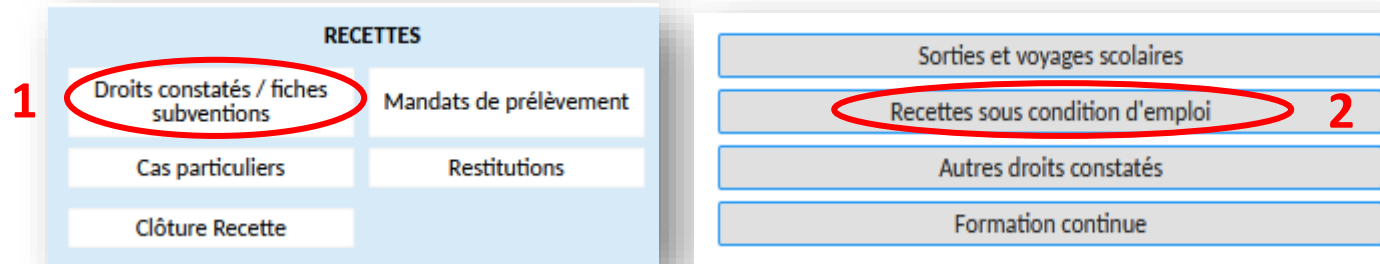 RECETTES
1
Droits constatés / fiches
subventions
Mandats de prélèvement
Cas particuliers
Restitutions
Clôture Recette
Sorties et voyages scolaires
Recettes sous condition d'emploi
2
Autres droits constatés
Formation continue